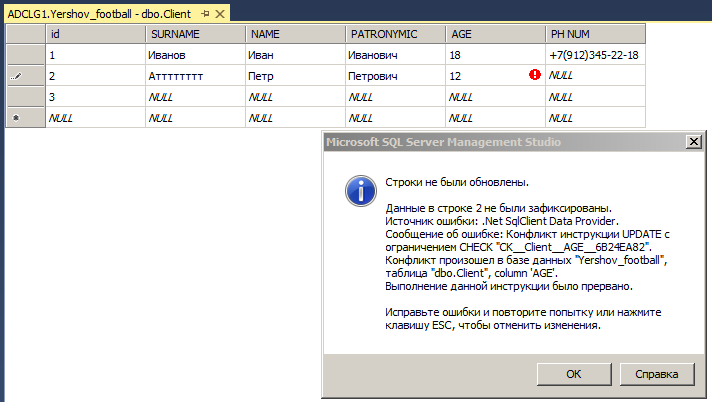 ADCLG1.Yershov_football - dbo.Client
id SURNAME NAME PATRONYMIC AGE PH NUM
1 Иванов Иван Иванович 18 +7(912)345-22-18
2 Аттттттт Петр Петрович 12 NULL
3 NULL NULL NULL NULL NULL
NULL NULL NULL NULL NULL NULL
Microsoft SQL Server Management Studio
Строки не были обновлены.
Данные в строке 2 не были зафиксированы.
Источник ошибки: .Net SqlClient Data Provider.
Сообщение об ошибке: Конфликт инструкции UPDATE с
ограничением CHECK "CK__Client__AGE__6B24EA82".
Конфликт произошел в базе данных "Yershov_football",
таблица "dbo.Client", column 'AGE'.
Выполнение данной инструкции было прервано.
Исправьте ошибки и повторите попытку или нажмите
клавишу ESC, чтобы отменить изменения.
ОК Справка